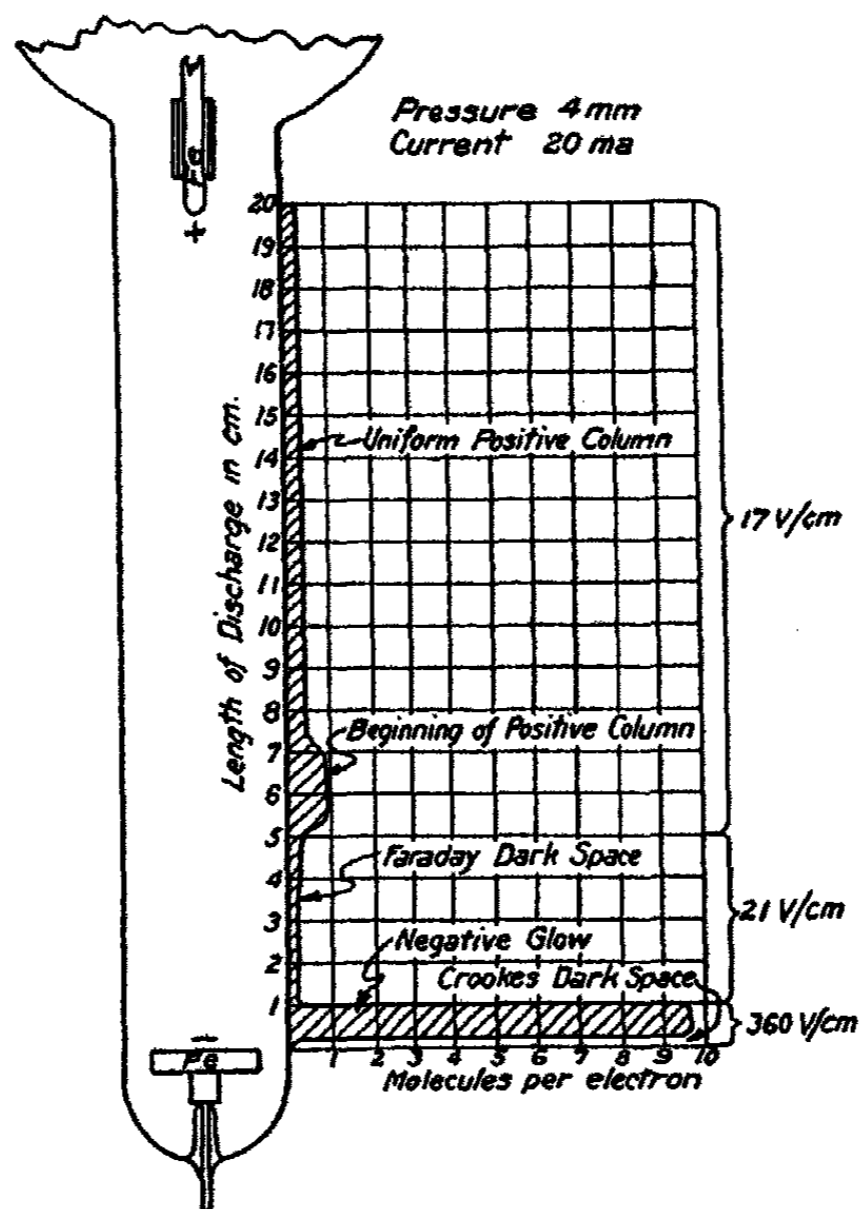 Pressure 4 mm
Current 20 ma
+
Length of Discharge in cm.
20
19
18
17
16
15
14
13
12
11
10
9
8
7
6
5
4
3
2
1
Uniform Positive Column
17 V/cm
Beginning of Positive Column
Faraday Dark Space
21 V/cm
Negative Glow
Crookes Dark Space
360 V/cm
−
Fe
1 2 3 4 5 6 7 8 9 10
Molecules per electron